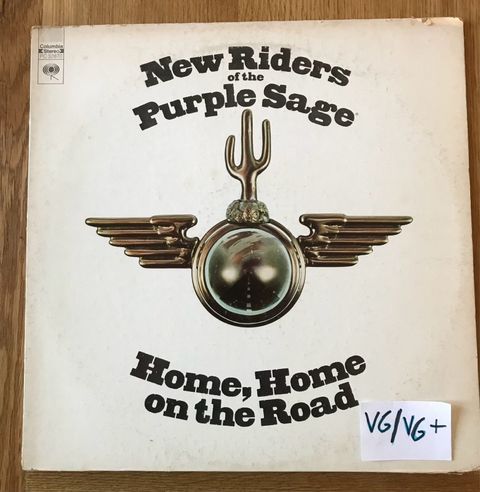 Columbia
Stereo
New Riders
of the
Purple Sage
Home, Home
on the Road
VG/VG+